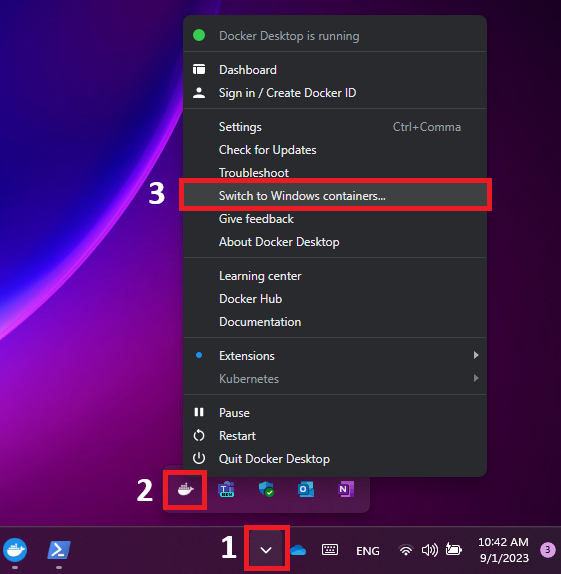 Docker Desktop is running
Dashboard
Sign in / Create Docker ID
Settings Ctrl+Comma
Check for Updates
Troubleshoot
3 Switch to Windows containers...
Give feedback
About Docker Desktop
Learning center
Docker Hub
Documentation
Extensions
Kubernetes
Pause
Restart
Quit Docker Desktop
2
1 ENG 10:42 AM
9/1/2023 3